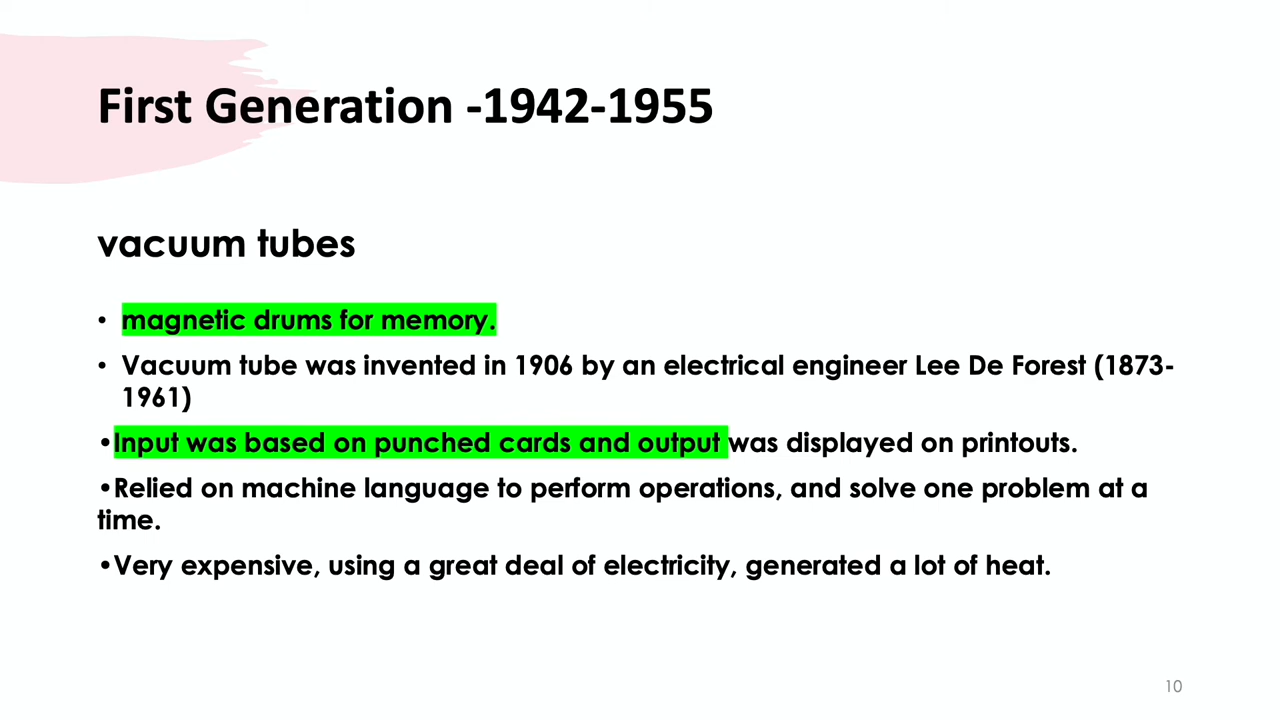 First Generation -1942-1955
vacuum tubes
• magnetic drums for memory.
• Vacuum tube was invented in 1906 by an electrical engineer Lee De Forest (1873-
1961)
•Input was based on punched cards and output was displayed on printouts.
•Relied on machine language to perform operations, and solve one problem at a
time.
•Very expensive, using a great deal of electricity, generated a lot of heat.
10